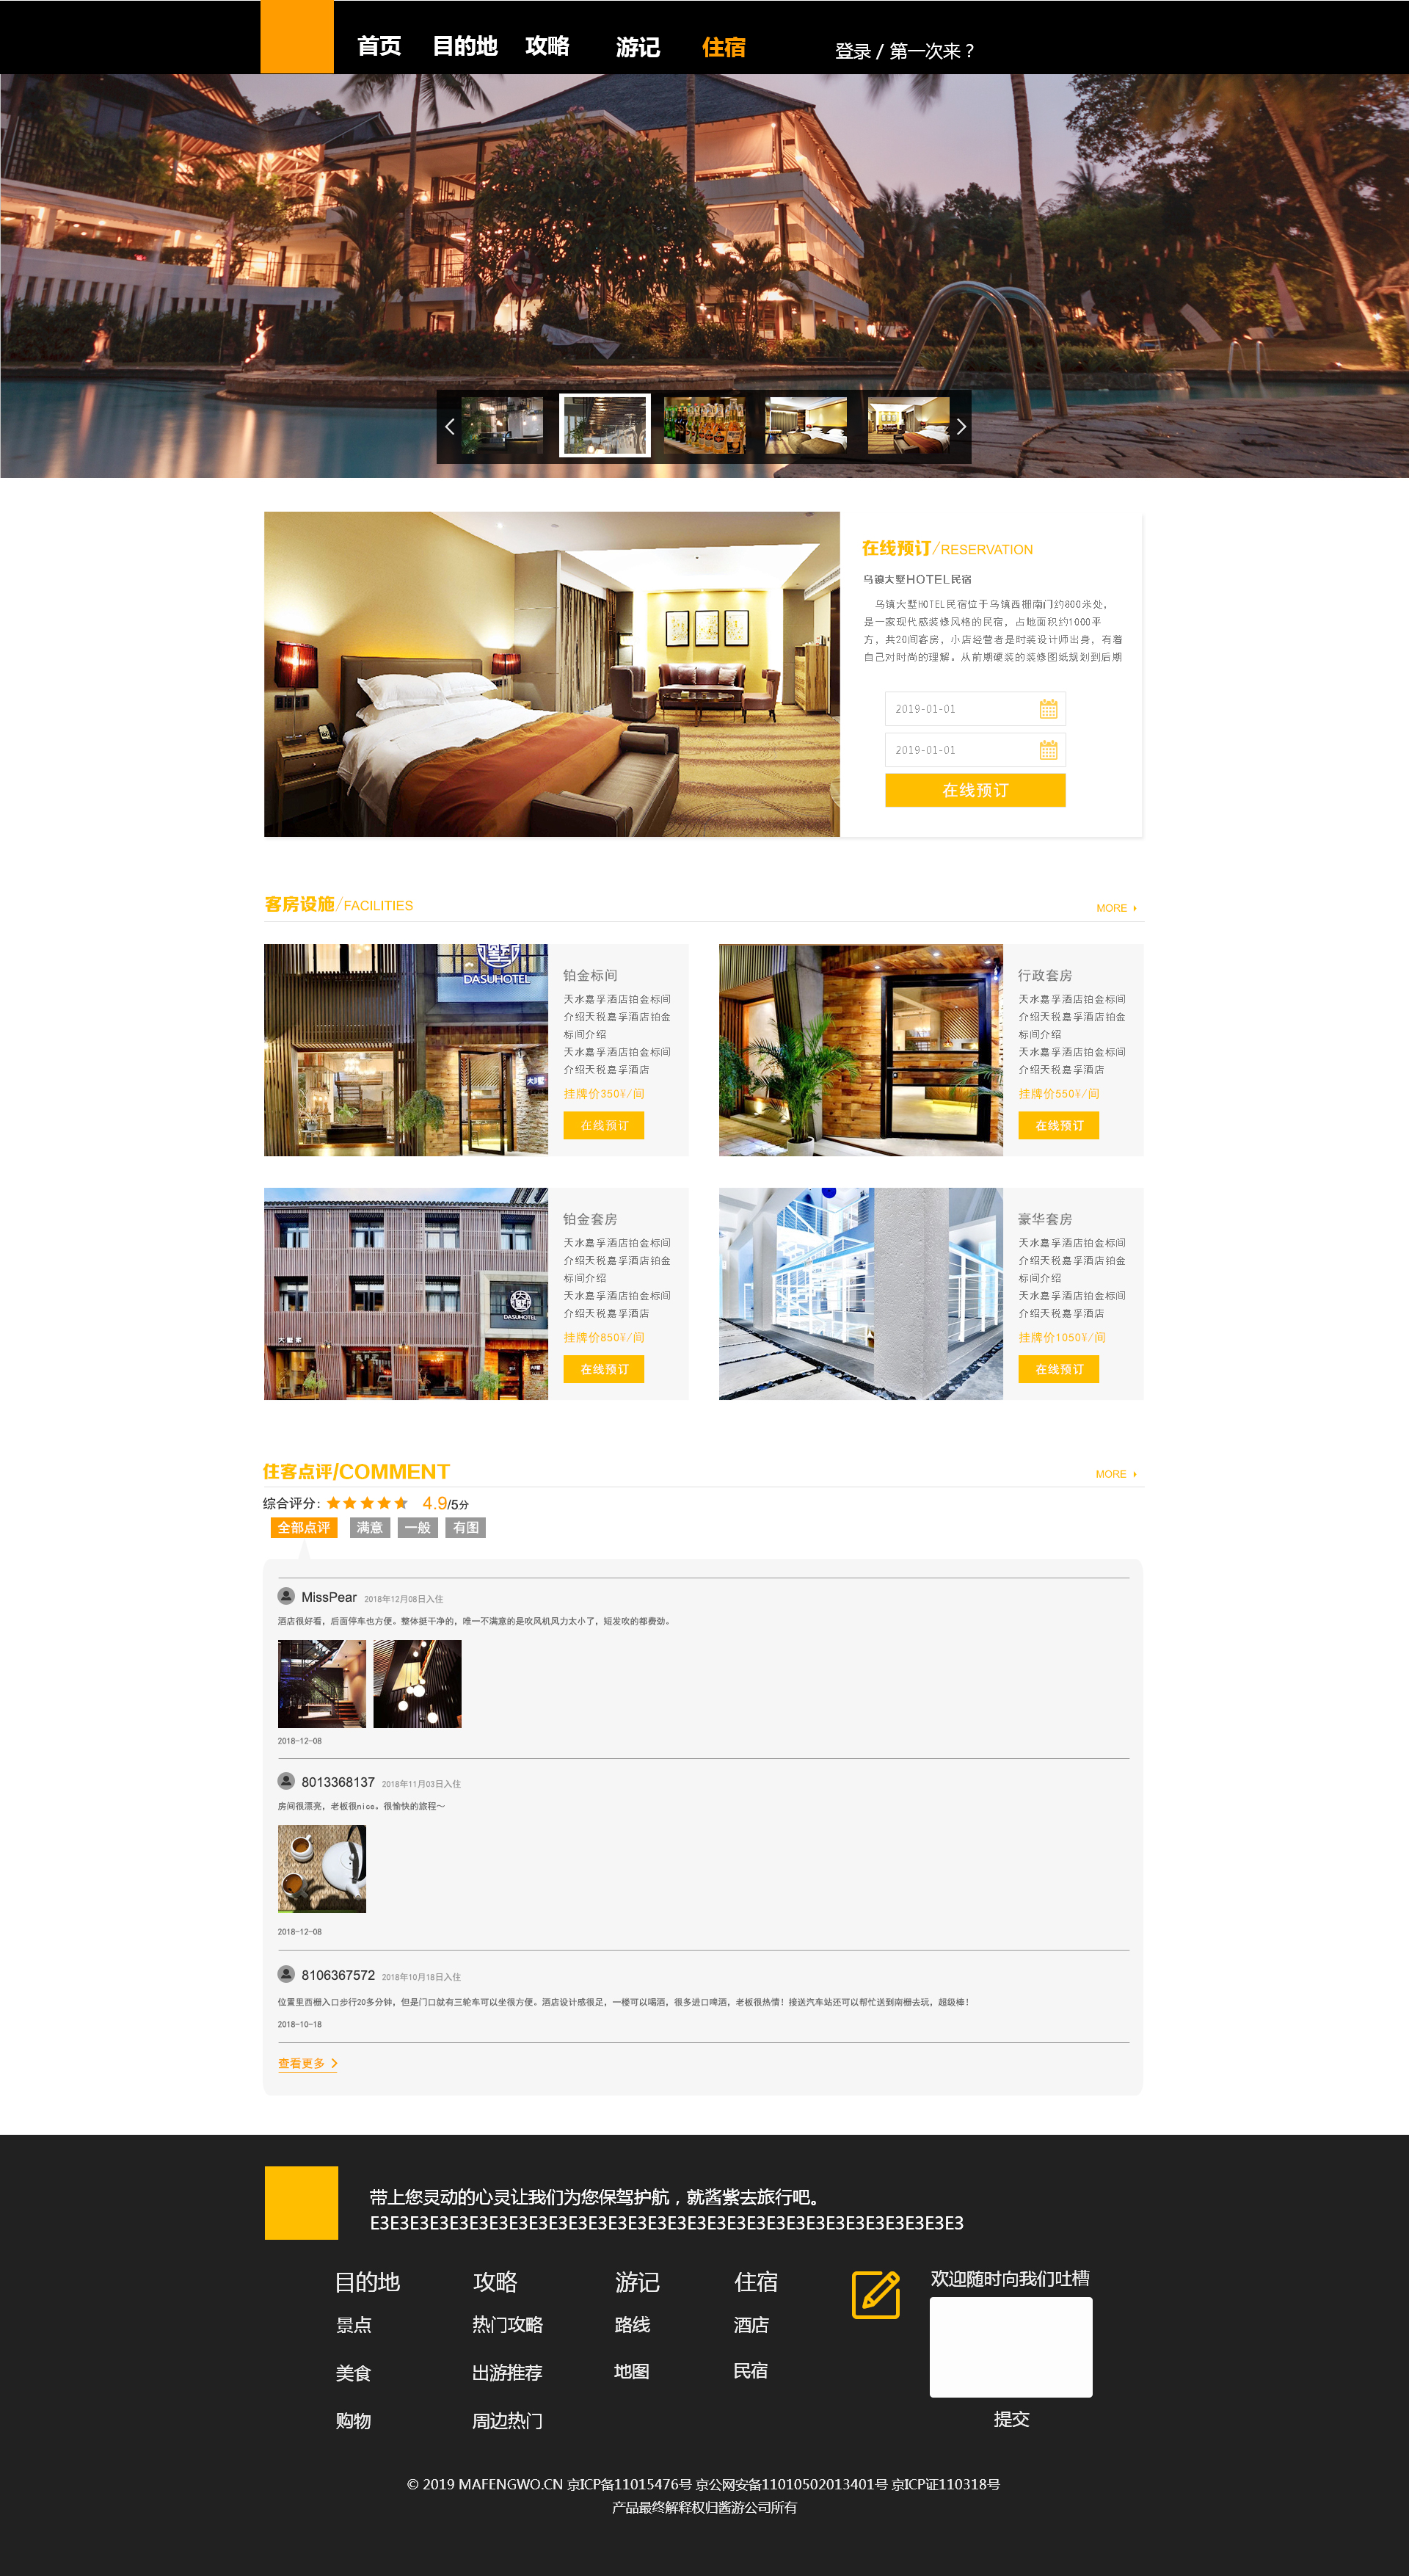 首页 目的地 攻略 游记 住宿 登录 / 第一次来？
在线预订/RESERVATION
乌镇大墅HOTEL民宿
乌镇大墅HOTEL民宿位于乌镇西栅南门约800米处，
是一家现代感装修风格的民宿，占地面积约1000平
方，共20间客房，小店经营者是时装设计师出身，有着
自己对时尚的理解。从前期硬装的装修图纸规划到后期
2019-01-01
2019-01-01
在线预订
客房设施/FACILITIES
MORE
DASUHOTEL
大墅
铂金标间
天水嘉孚酒店铂金标间
介绍天税嘉孚酒店铂金
标间介绍
天水嘉孚酒店铂金标间
介绍天税嘉孚酒店
挂牌价350¥/间
在线预订
行政套房
天水嘉孚酒店铂金标间
介绍天税嘉孚酒店铂金
标间介绍
天水嘉孚酒店铂金标间
介绍天税嘉孚酒店
挂牌价550¥/间
在线预订
DASUHOTEL
大墅家
铂金套房
天水嘉孚酒店铂金标间
介绍天税嘉孚酒店铂金
标间介绍
天水嘉孚酒店铂金标间
介绍天税嘉孚酒店
挂牌价850¥/间
在线预订
豪华套房
天水嘉孚酒店铂金标间
介绍天税嘉孚酒店铂金
标间介绍
天水嘉孚酒店铂金标间
介绍天税嘉孚酒店
挂牌价1050¥/间
在线预订
住客点评/COMMENT
MORE
综合评分： 4.9/5分
全部点评 满意 一般 有图
MissPear 2018年12月08日入住
酒店很好看，后面停车也方便。整体挺干净的，唯一不满意的是吹风机风力太小了，短发吹的都费劲。
2018-12-08
8013368137 2018年11月03日入住
房间很漂亮，老板很nice。很愉快的旅程～
2018-12-08
8106367572 2018年10月18日入住
位置里西栅入口步行20多分钟，但是门口就有三轮车可以坐很方便。酒店设计感很足，一楼可以喝酒，很多进口啤酒，老板很热情！接送汽车站还可以帮忙送到南栅去玩，超级棒！
2018-10-18
查看更多
带上您灵动的心灵让我们为您保驾护航，就酱紫去旅行吧。
E3E3E3E3E3E3E3E3E3E3E3E3E3E3E3E3E3E3E3E3E3E3E3E3E3E3E3E3E3E3
目的地 攻略 游记 住宿 欢迎随时向我们吐槽
景点 热门攻略 路线 酒店
美食 出游推荐 地图 民宿
购物 周边热门 提交
© 2019 MAFENGWO.CN 京ICP备11015476号 京公网安备11010502013401号 京ICP证110318号
产品最终解释权归酱游公司所有